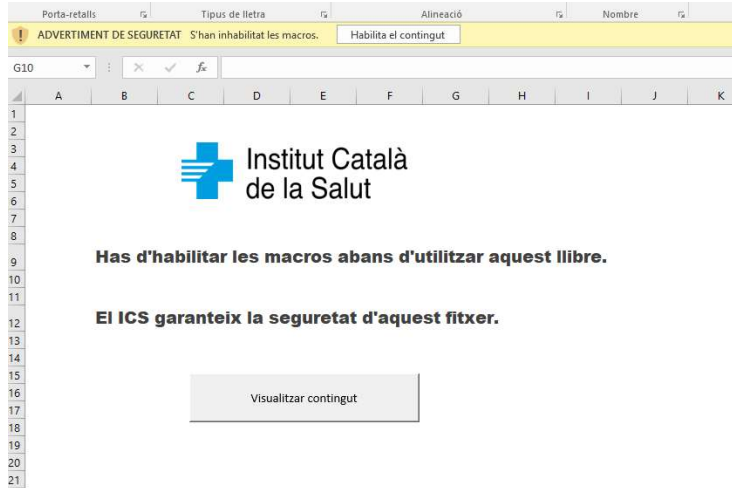 Porta-retalls Tipus de lletra Alineació Nombre
ADVERTIMENT DE SEGURETAT S'han inhabilitat les macros. Habilita el contingut
G10 fx
A B C D E F G H I J K
1
2
3
4
5
6
7
8
9
10
11
12
13
14
15
16
17
18
19
20
21
Institut Català
de la Salut
Has d'habilitar les macros abans d'utilitzar aquest llibre.
El ICS garanteix la seguretat d'aquest fitxer.
Visualitzar contingut